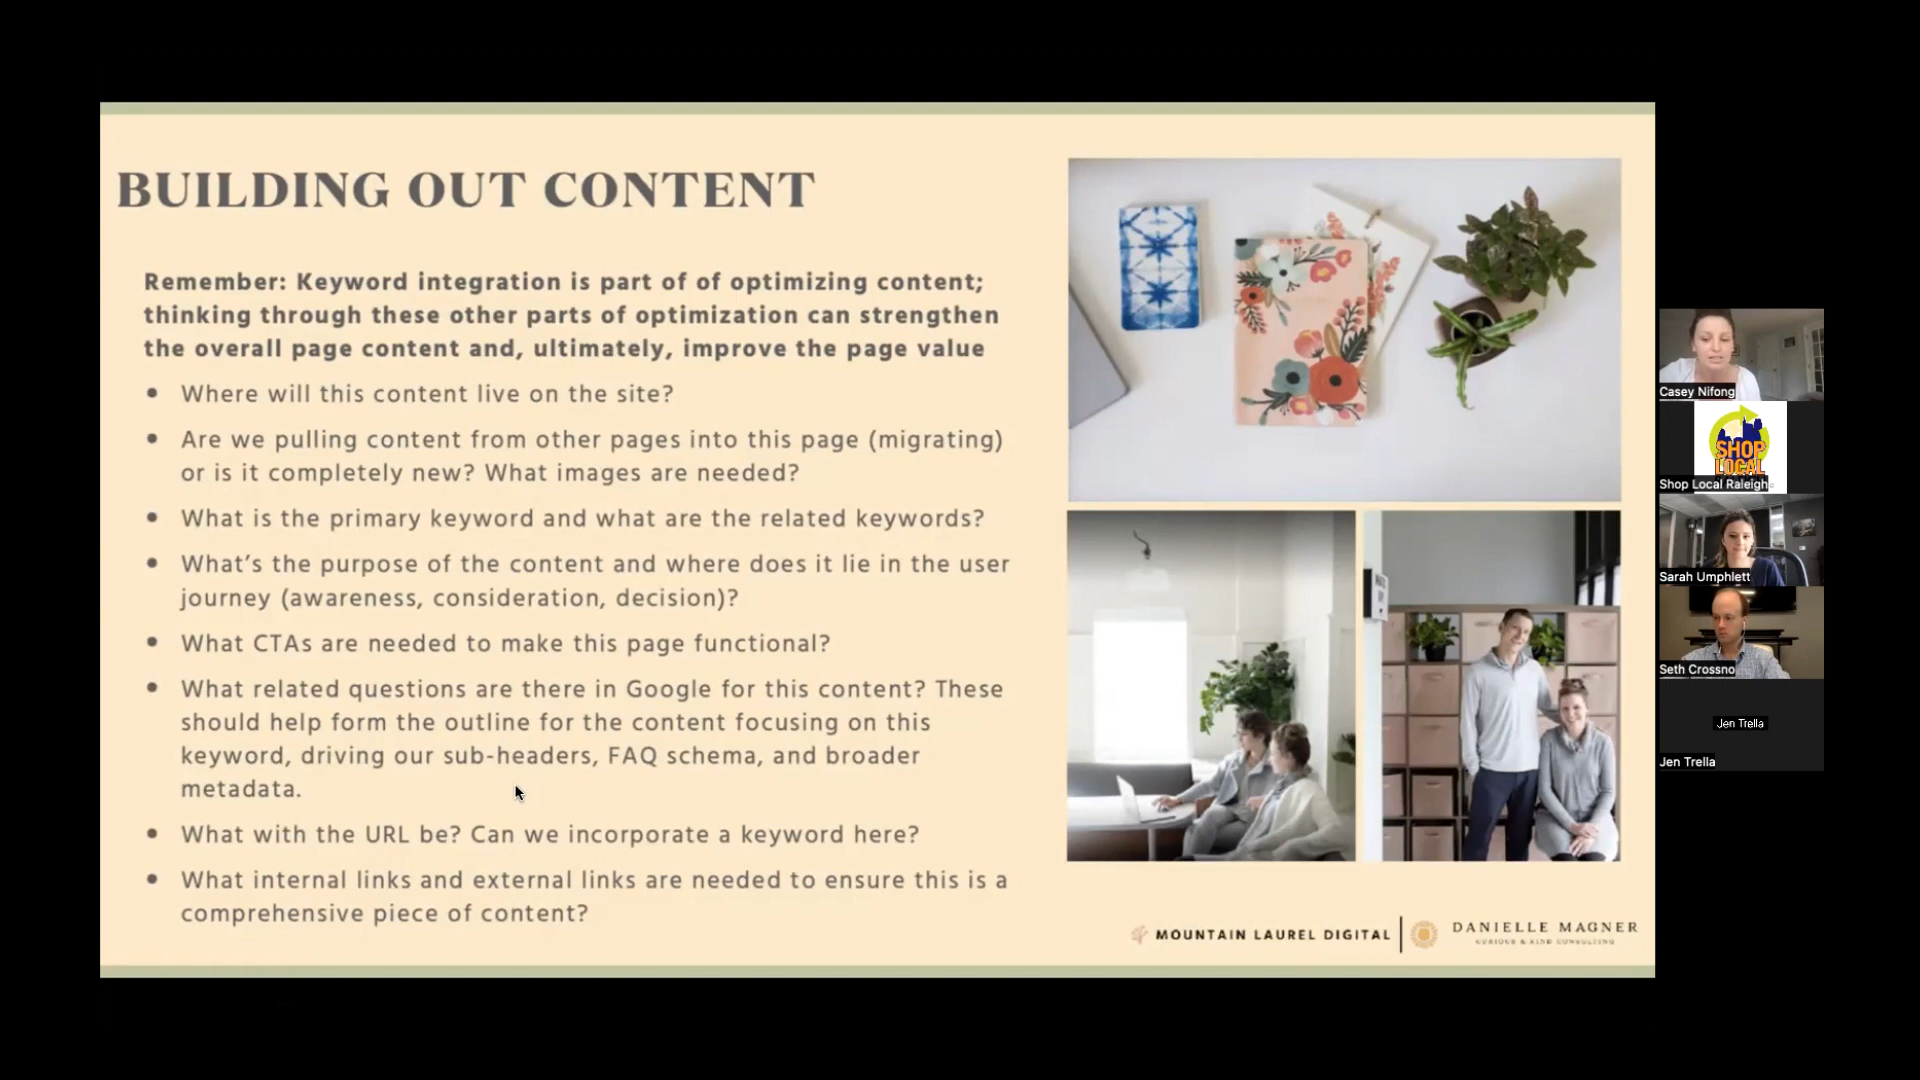 BUILDING OUT CONTENT
Remember: Keyword integration is part of of optimizing content;
thinking through these other parts of optimization can strengthen
the overall page content and, ultimately, improve the page value
• Where will this content live on the site?
• Are we pulling content from other pages into this page (migrating)
or is it completely new? What images are needed?
• What is the primary keyword and what are the related keywords?
• What’s the purpose of the content and where does it lie in the user
journey (awareness, consideration, decision)?
• What CTAs are needed to make this page functional?
• What related questions are there in Google for this content? These
should help form the outline for the content focusing on this
keyword, driving our sub-headers, FAQ schema, and broader
metadata.
• What with the URL be? Can we incorporate a keyword here?
• What internal links and external links are needed to ensure this is a
comprehensive piece of content?
MOUNTAIN LAUREL DIGITAL
DANIELLE MAGNER
CURIOUS & KIND CONSULTING
Casey Nifong
SHOP
LOCAL
Shop Local Raleigh
Sarah Umphlett
Seth Crossno
Jen Trella
Jen Trella